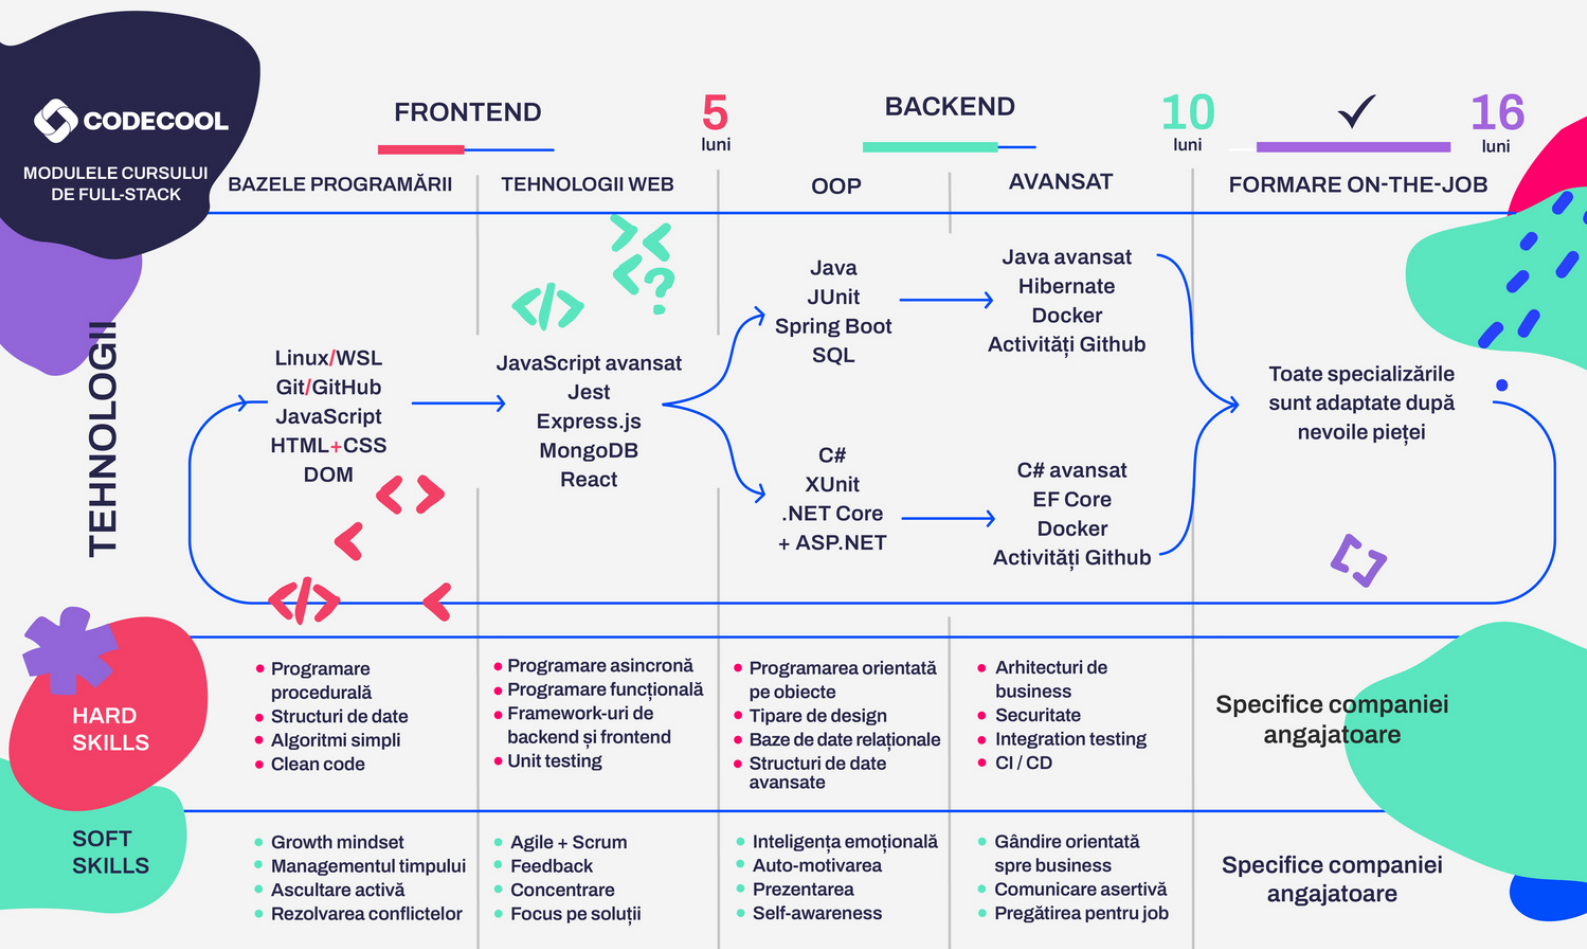 CODECOOL
MODULELE CURSULUI
DE FULL-STACK
FRONTEND
5
luni
BACKEND
10
luni
16
luni
BAZELE PROGRAMĂRII
TEHNOLOGII WEB
OOP
AVANSAT
FORMARE ON-THE-JOB
TEHNOLOGII
Linux/WSL
Git/GitHub
JavaScript
HTML+CSS
DOM
JavaScript avansat
Jest
Express.js
MongoDB
React
Java
JUnit
Spring Boot
SQL
Java avansat
Hibernate
Docker
Activități Github
C#
XUnit
.NET Core
+ ASP.NET
C# avansat
EF Core
Docker
Activități Github
Toate specializările
sunt adaptate după
nevoile pieței
HARD
SKILLS
Programare
procedurală
Structuri de date
Algoritmi simpli
Clean code
Programare asincronă
Programare funcțională
Framework-uri de
backend și frontend
Unit testing
Programarea orientată
pe obiecte
Tipare de design
Baze de date relaționale
Structuri de date
avansate
Arhitecturi de
business
Securitate
Integration testing
CI / CD
Specifice companiei
angajatoare
SOFT
SKILLS
Growth mindset
Managementul timpului
Ascultare activă
Rezolvarea conflictelor
Agile + Scrum
Feedback
Concentrare
Focus pe soluții
Inteligența emoțională
Auto-motivarea
Prezentarea
Self-awareness
Gândire orientată
spre business
Comunicare asertivă
Pregătirea pentru job
Specifice companiei
angajatoare